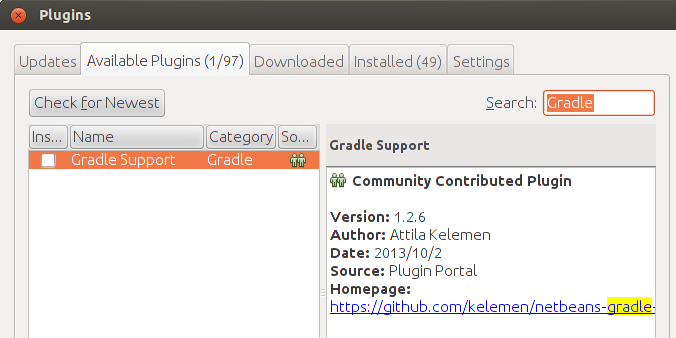 Plugins
Updates Available Plugins (1/97) Downloaded Installed (49) Settings
Check for Newest Search: Gradle
Ins... Name Category So...
Gradle Support Gradle
Gradle Support
Community Contributed Plugin
Version: 1.2.6
Author: Attila Kelemen
Date: 2013/10/2
Source: Plugin Portal
Homepage:
https://github.com/kelemen/netbeans-gradle-